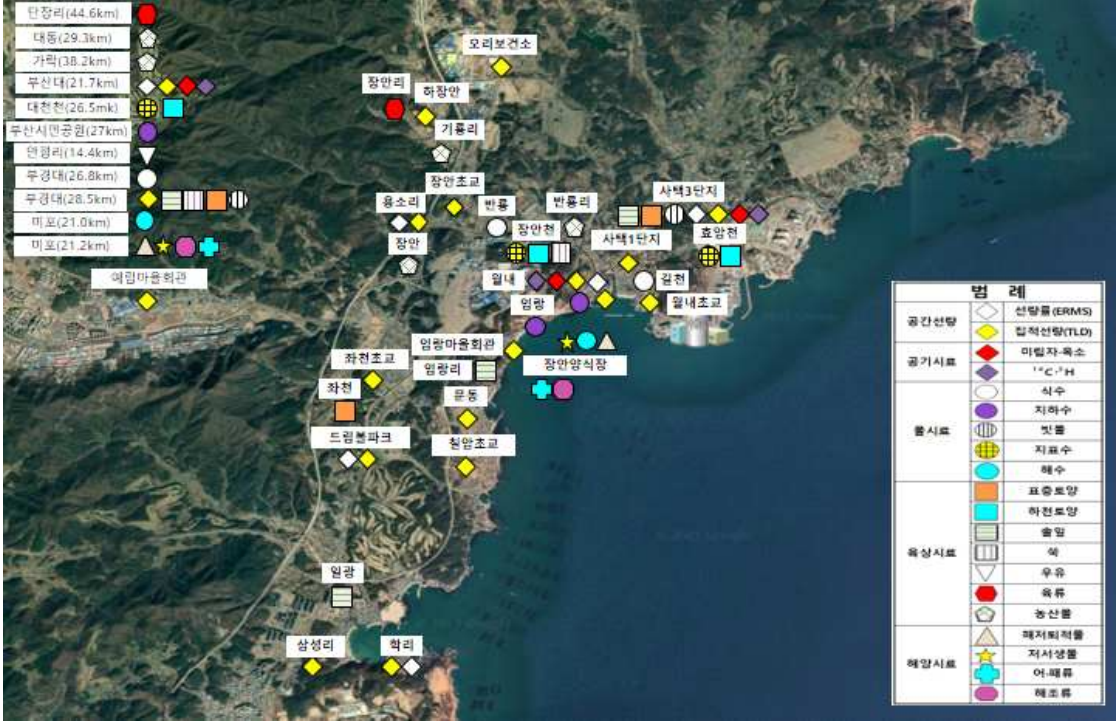 단장리(44.6km)
대동(29.3km)
가락(38.2km)
부산대(21.7km)
대천천(26.5mk)
부산시민공원(27km)
안평리(14.4km)
부경대(26.8km)
부경대(28.5km)
미포(21.0km)
미포(21.2km)
예림마을회관
모리보건소
장안리
하장안
기룡리
장안초교
용소리
장안
반룡
반룡리
장안천
사택3단지
사택1단지
효암천
월내
길천
임랑
월내초교
임랑마을회관
장안양식장
임랑리
좌천초교
좌천
문동
드림볼파크
칠암초교
일광
삼성리
학리
범 례
공간선량
선량률(ERMS)
집적선량(TLD)
공기시료
미립자·옥소
¹⁴C·³H
물시료
식수
지하수
빗물
지표수
해수
육상시료
표층토양
하천토양
솔잎
쑥
우유
육류
농산물
해양시료
해저퇴적물
저서생물
어·패류
해조류